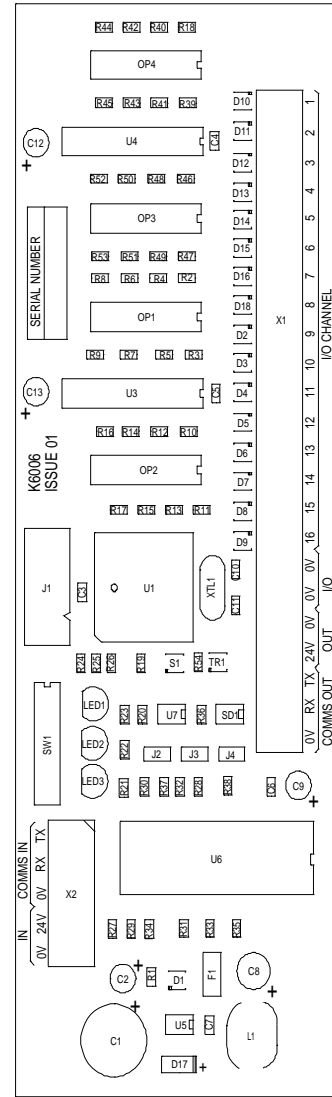 R44 R42 R40 R18
OP4
R45 R43 R41 R39
C12 U4 C4
+
R52 R50 R48 R46
OP3
SERIAL NUMBER
R53 R51 R49 R47
R8 R6 R4 R2
OP1
R9 R7 R5 R3
C13 U3 C5
+
R16 R14 R12 R10
OP2
K6006
ISSUE 01
R17 R15 R13 R11
D10
D11
D12
D13
D14
D15
D16
D18
D2
D3
D4
D5
D6
D7
D8
D9
X1
1
2
3
4
5
6
7
8
9
10
11
12
13
14
15
16
I/O CHANNEL
0V 0V
I/O
24V 0V
OUT
0V RX TX
COMMS OUT
J1 C3 U1 XTL1 C10
C11
R24 R25 R26 R19 S1 R54 TR1
SW1
LED1
LED2
LED3
R23 R20 U7 R36 SD1
R22 J2 J3 J4
R21 R30 R37 R32 R28 R38 C6 C9
+
IN COMMS IN
0V 24V 0V RX TX
X2
U6
R27 R29 R34 R31 R33 R35
C2 + R1 D1 F1 C8
+
+
C1 U5 C7 L1
D17 +